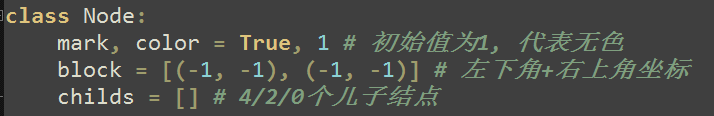 class Node:
    mark, color = True, 1 # 初始值为1, 代表无色
    block = [(-1, -1), (-1, -1)] # 左下角+右上角坐标
    childs = [] # 4/2/0个儿子结点